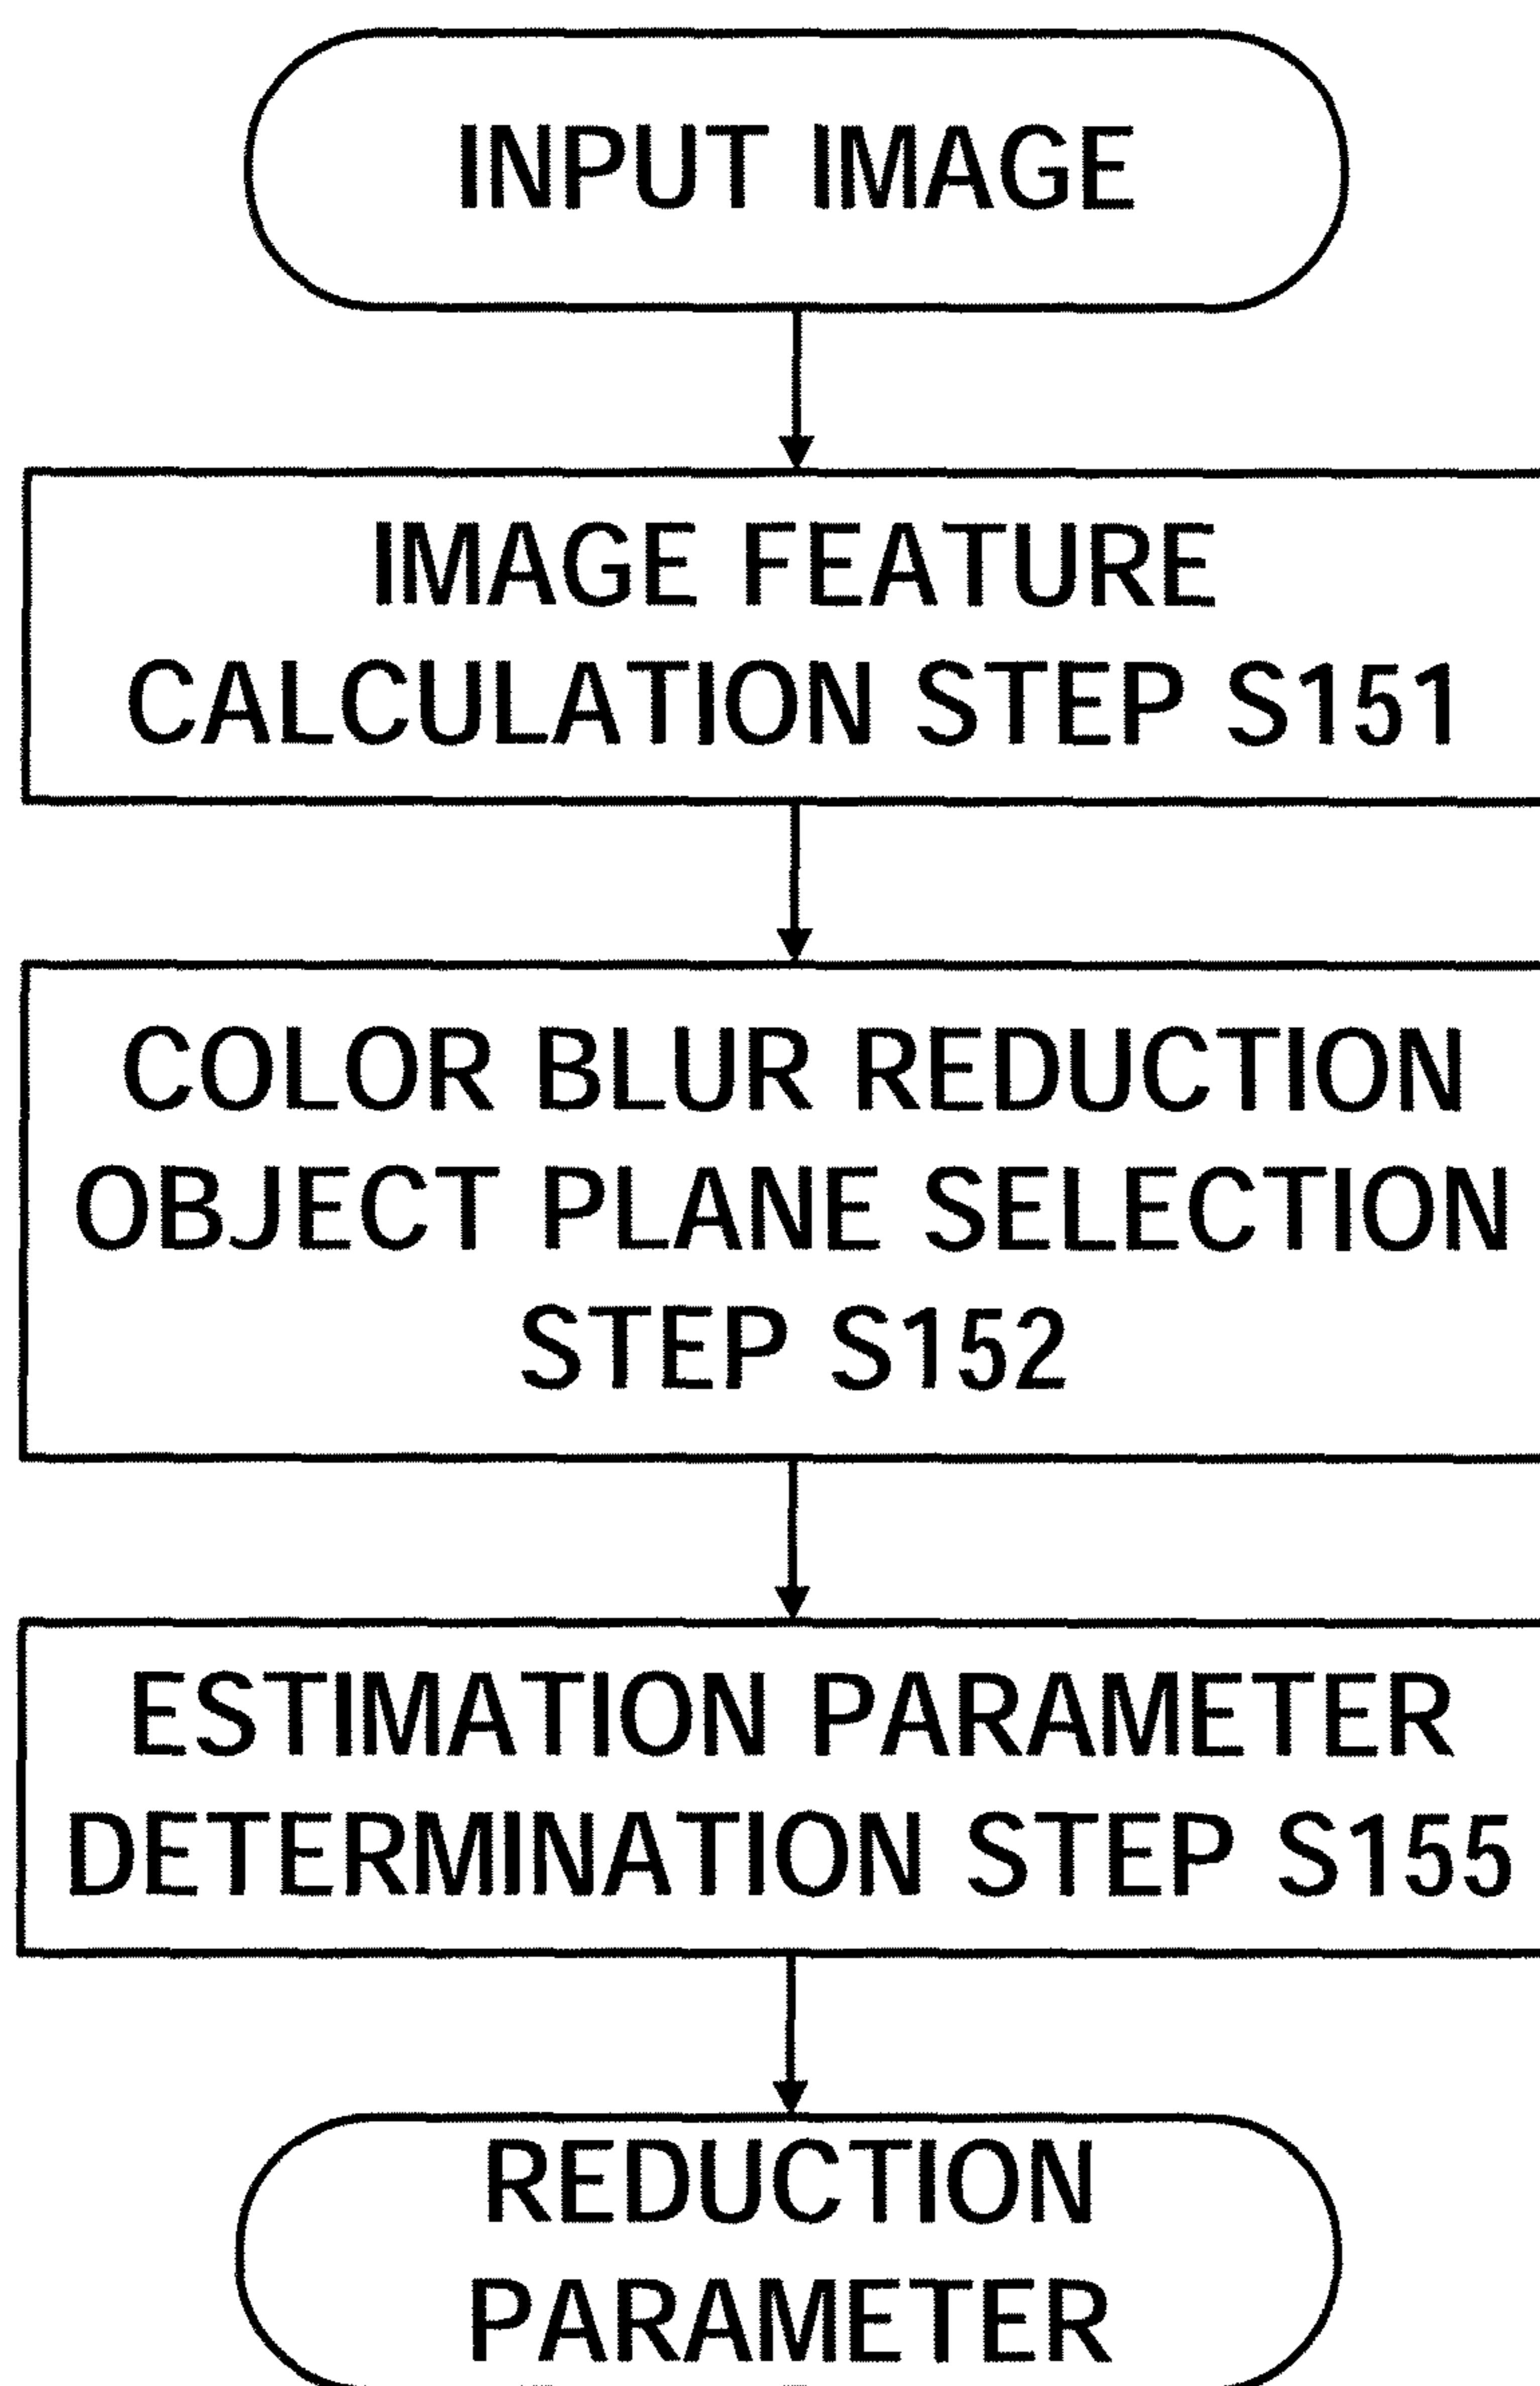 INPUT IMAGE
IMAGE FEATURE
CALCULATION STEP S151
COLOR BLUR REDUCTION
OBJECT PLANE SELECTION
STEP S152
ESTIMATION PARAMETER
DETERMINATION STEP S155
REDUCTION
PARAMETER